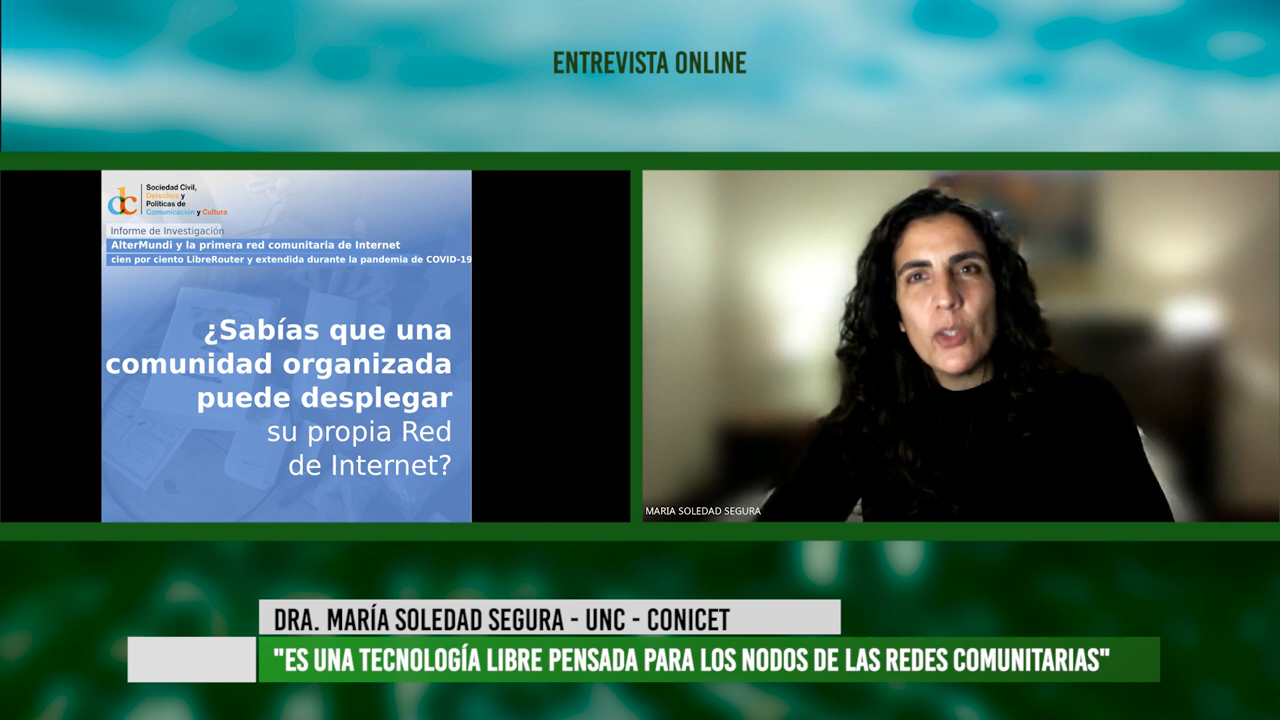 ENTREVISTA ONLINE
dc
Sociedad Civil,
Derechos y
Políticas de
Comunicación y Cultura
Informe de Investigación
AlterMundi y la primera red comunitaria de Internet
cien por ciento LibreRouter y extendida durante la pandemia de COVID-19
¿Sabías que una
comunidad organizada
puede desplegar
su propia Red
de Internet?
MARIA SOLEDAD SEGURA
DRA. MARÍA SOLEDAD SEGURA - UNC - CONICET
"ES UNA TECNOLOGÍA LIBRE PENSADA PARA LOS NODOS DE LAS REDES COMUNITARIAS"